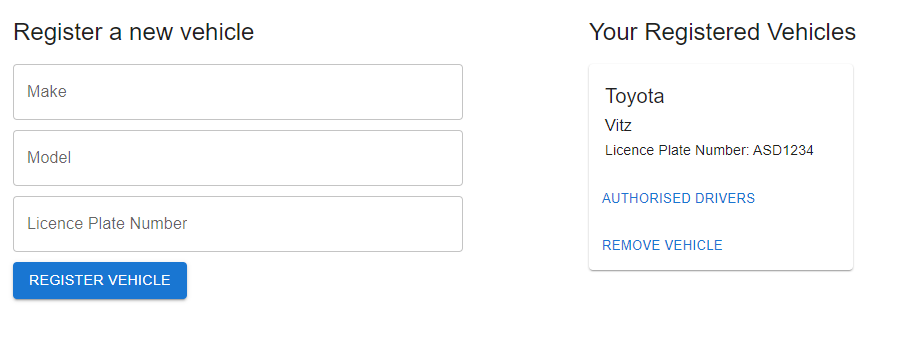 Register a new vehicle
Make
Model
Licence Plate Number
REGISTER VEHICLE
Your Registered Vehicles
Toyota
Vitz
Licence Plate Number: ASD1234
AUTHORISED DRIVERS
REMOVE VEHICLE